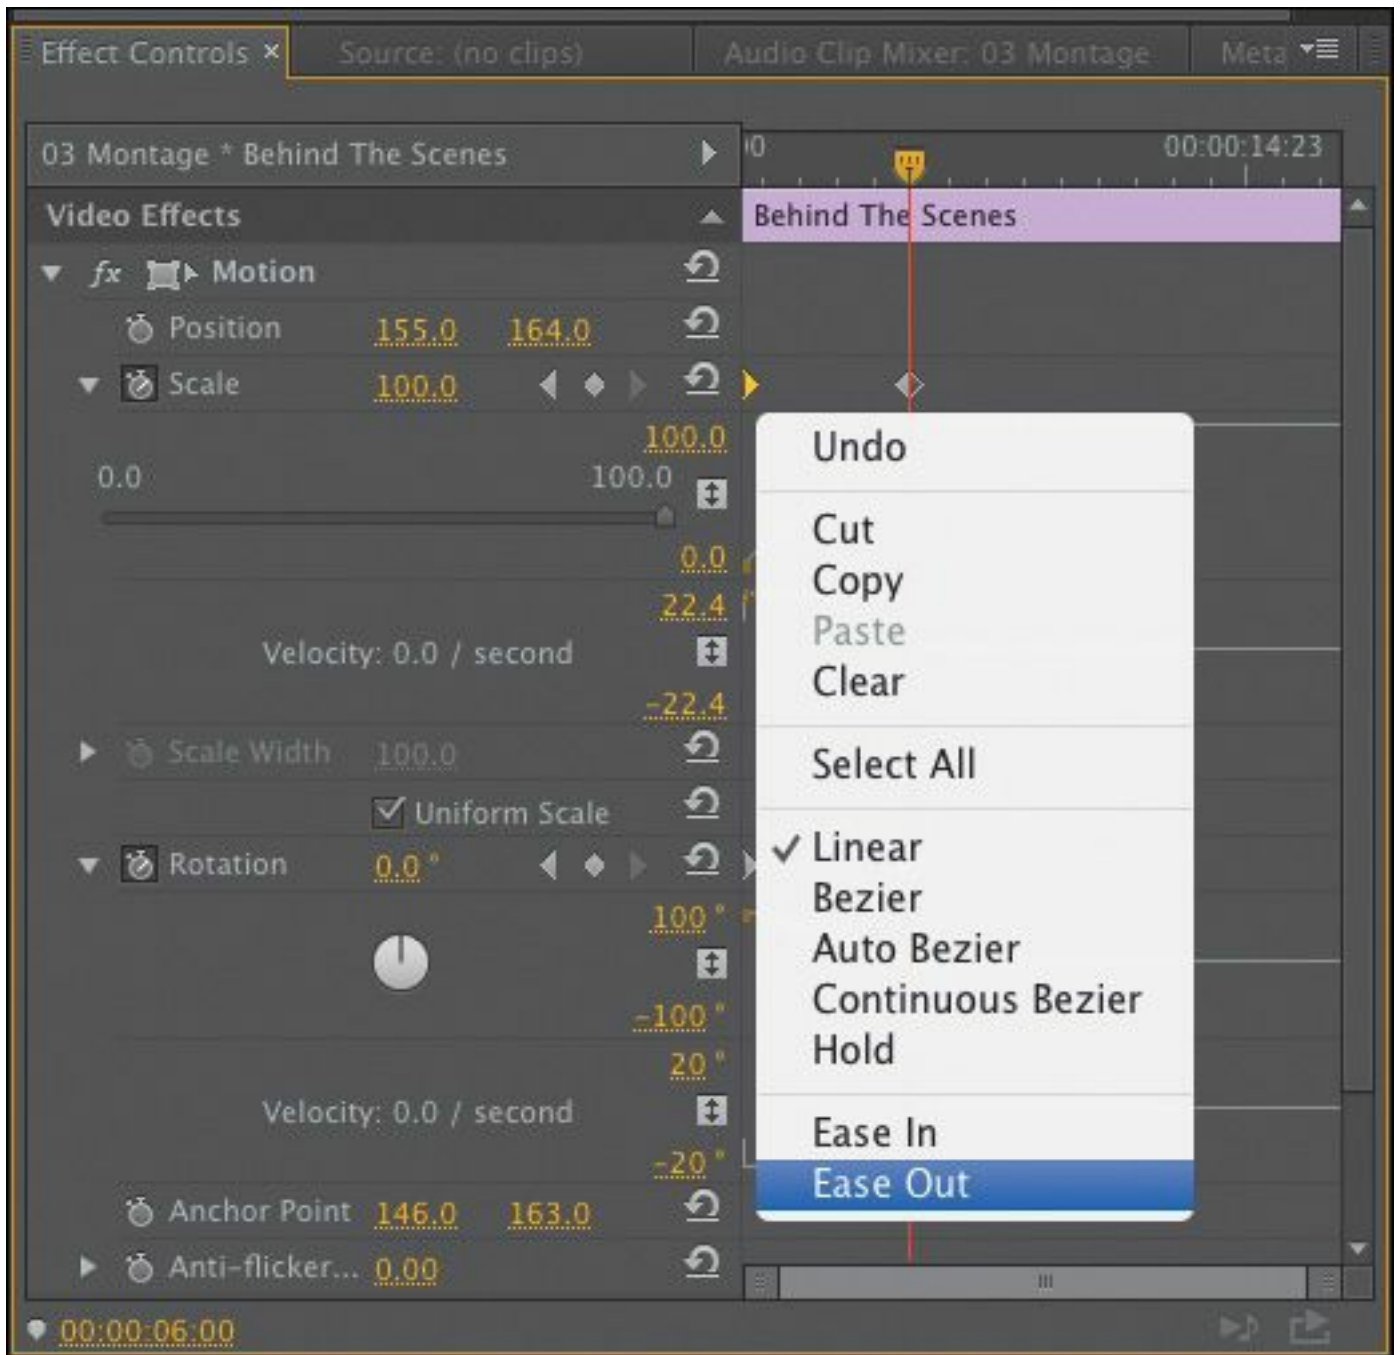 Effect Controls × Source: (no clips) Audio Clip Mixer: 03 Montage Meta
03 Montage * Behind The Scenes 00 00:00:14:23
Video Effects Behind The Scenes
fx Motion
Position 155.0 164.0
Scale 100.0
100.0
0.0 100.0
0.0
22.4
Velocity: 0.0 / second
-22.4
Scale Width 100.0
Uniform Scale
Rotation 0.0 °
100 °
-100 °
20 °
Velocity: 0.0 / second
-20 °
Anchor Point 146.0 163.0
Anti-flicker... 0.00
00:00:06:00
Undo
Cut
Copy
Paste
Clear
Select All
✓ Linear
Bezier
Auto Bezier
Continuous Bezier
Hold
Ease In
Ease Out